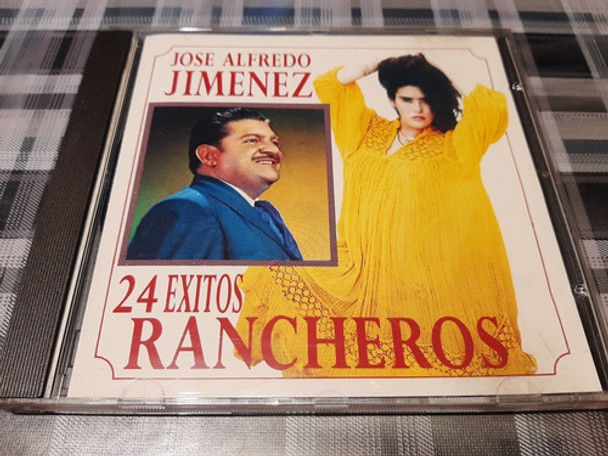 JOSE ALFREDO
JIMENEZ
24 EXITOS
RANCHEROS